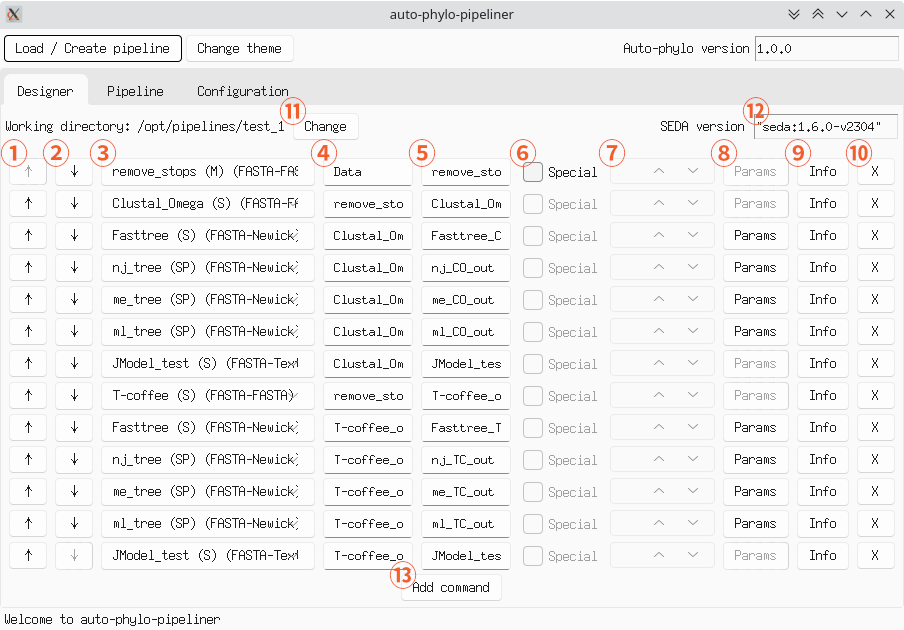 auto-phylo-pipeliner
Load / Create pipeline Change theme Auto-phylo version 1.0.0
Designer Pipeline Configuration
11 12
Working directory: /opt/pipelines/test_1 Change SEDA version "seda:1.6.0-v2304"
1 2 3 4 5 6 7 8 9 10
↑ ↓ remove_stops (M) (FASTA-FAS Data remove_sto Special Params Info X
↑ ↓ Clustal_Omega (S) (FASTA-FA remove_sto Clustal_Om Special Params Info X
↑ ↓ Fasttree (S) (FASTA-Newick) Clustal_Om Fasttree_C Special Params Info X
↑ ↓ nj_tree (SP) (FASTA-Newick) Clustal_Om nj_CO_out Special Params Info X
↑ ↓ me_tree (SP) (FASTA-Newick) Clustal_Om me_CO_out Special Params Info X
↑ ↓ ml_tree (SP) (FASTA-Newick) Clustal_Om ml_CO_out Special Params Info X
↑ ↓ JModel_test (S) (FASTA-Text Clustal_Om JModel_tes Special Params Info X
↑ ↓ T-coffee (S) (FASTA-FASTA) remove_sto T-coffee_o Special Params Info X
↑ ↓ Fasttree (S) (FASTA-Newick) T-coffee_o Fasttree_T Special Params Info X
↑ ↓ nj_tree (SP) (FASTA-Newick) T-coffee_o nj_TC_out Special Params Info X
↑ ↓ me_tree (SP) (FASTA-Newick) T-coffee_o me_TC_out Special Params Info X
↑ ↓ ml_tree (SP) (FASTA-Newick) T-coffee_o ml_TC_out Special Params Info X
↑ ↓ JModel_test (S) (FASTA-Text T-coffee_o JModel_tes Special Params Info X
13
Add command
Welcome to auto-phylo-pipeliner